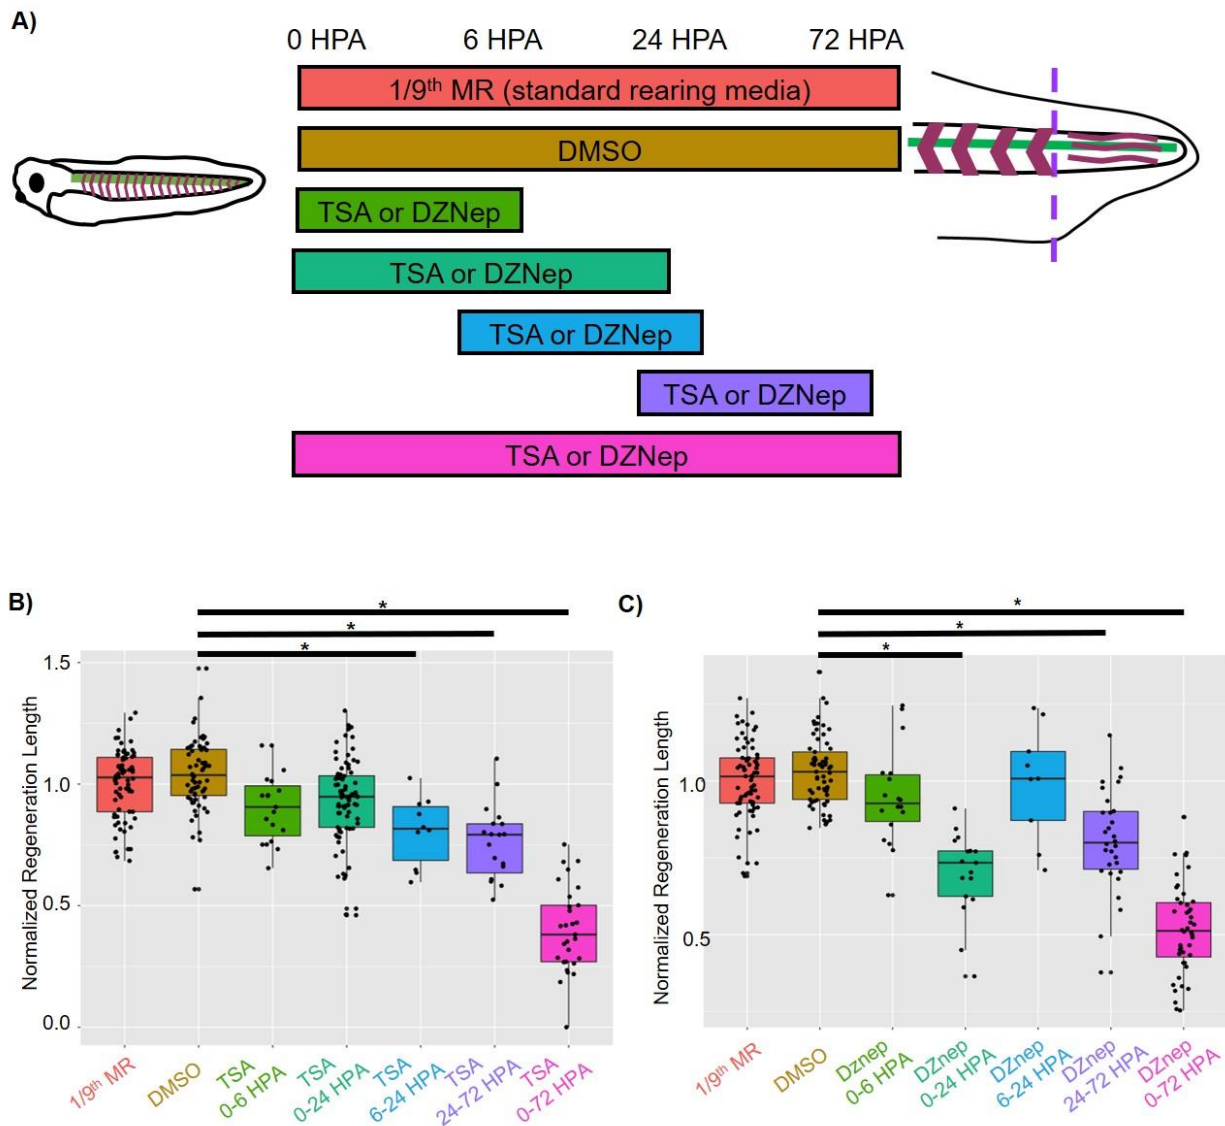 A)
0 HPA 6 HPA 24 HPA 72 HPA
1/9th MR (standard rearing media)
DMSO
TSA or DZNep
TSA or DZNep
TSA or DZNep
TSA or DZNep
TSA or DZNep
B)
*
*
*
Normalized Regeneration Length
1.5
1.0
0.5
0.0
1/9th MR
DMSO
TSA
0-6 HPA
TSA
0-24 HPA
TSA
6-24 HPA
TSA
24-72 HPA
TSA
0-72 HPA
C)
*
*
*
Normalized Regeneration Length
1.0
0.5
1/9th MR
DMSO
DZnep
0-6 HPA
DZnep
0-24 HPA
DZnep
6-24 HPA
DZnep
24-72 HPA
DZnep
0-72 HPA